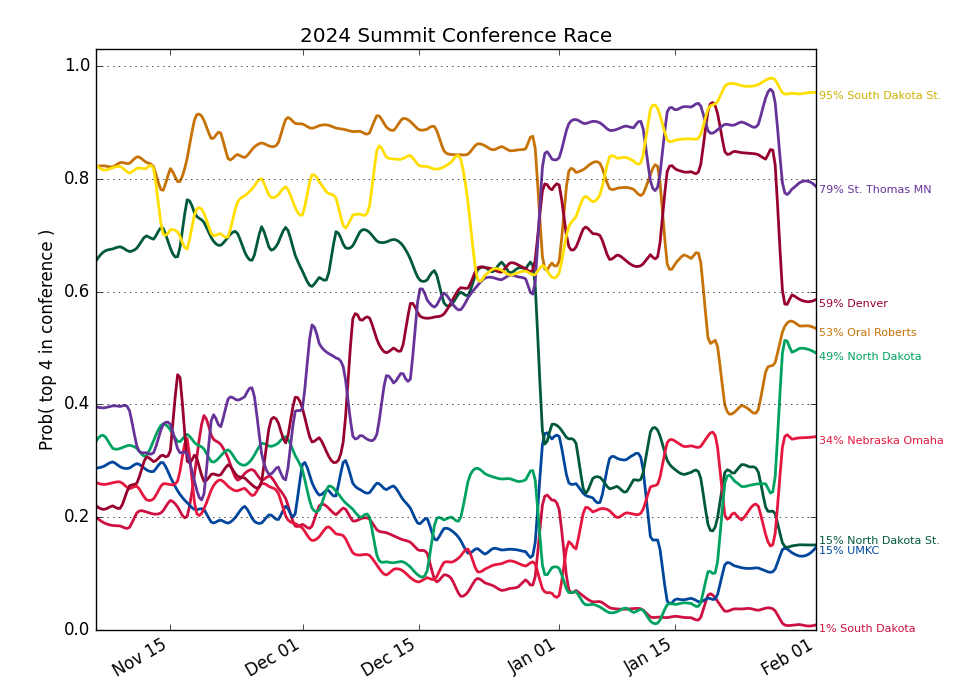 2024 Summit Conference Race
Prob( top 4 in conference )
1.0
0.8
0.6
0.4
0.2
0.0
Nov 15
Dec 01
Dec 15
Jan 01
Jan 15
Feb 01
95% South Dakota St.
79% St. Thomas MN
59% Denver
53% Oral Roberts
49% North Dakota
34% Nebraska Omaha
15% North Dakota St.
15% UMKC
1% South Dakota